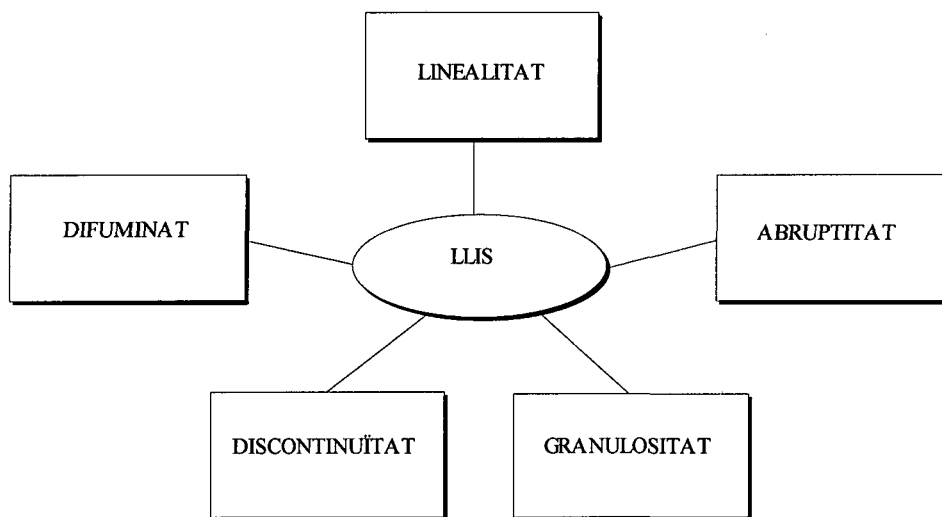 LINEALITAT
DIFUMINAT
ABRUPTITAT
LLIS
DISCONTINUÏTAT
GRANULOSITAT